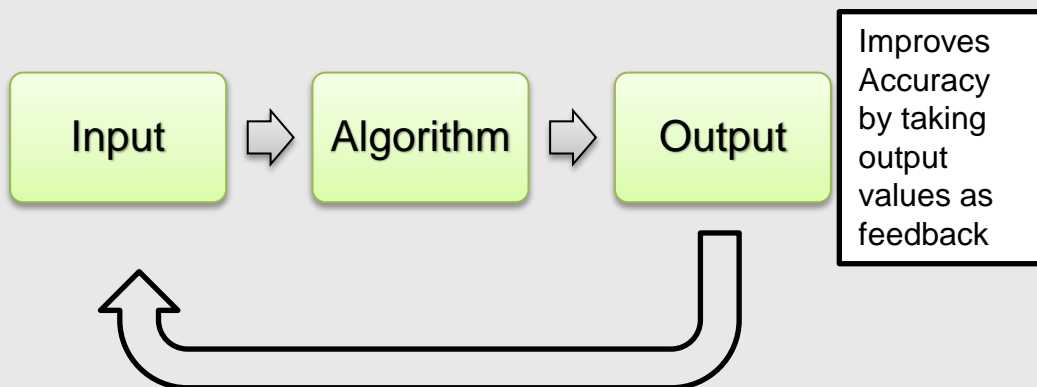 Input
Algorithm
Output
Improves
Accuracy
by taking
output
values as
feedback